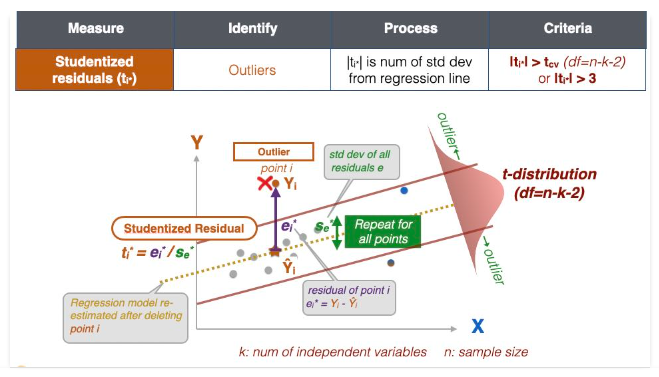 Measure
Identify
Process
Criteria
Studentized
residuals (tᵢ*)
Outliers
|tᵢ*| is num of std dev
from regression line
|tᵢ*| > t꜀ᵥ (df=n-k-2)
or |tᵢ*| > 3
Y
Outlier
point i
Yᵢ
std dev of all
residuals e
outlier
t-distribution
(df=n-k-2)
Studentized Residual
tᵢ* = eᵢ*/sₑ*
eᵢ*
sₑ*
Repeat for
all points
Ŷᵢ
outlier
Regression model re-
estimated after deleting
point i
residual of point i
eᵢ* = Yᵢ - Ŷᵢ
X
k: num of independent variables n: sample size